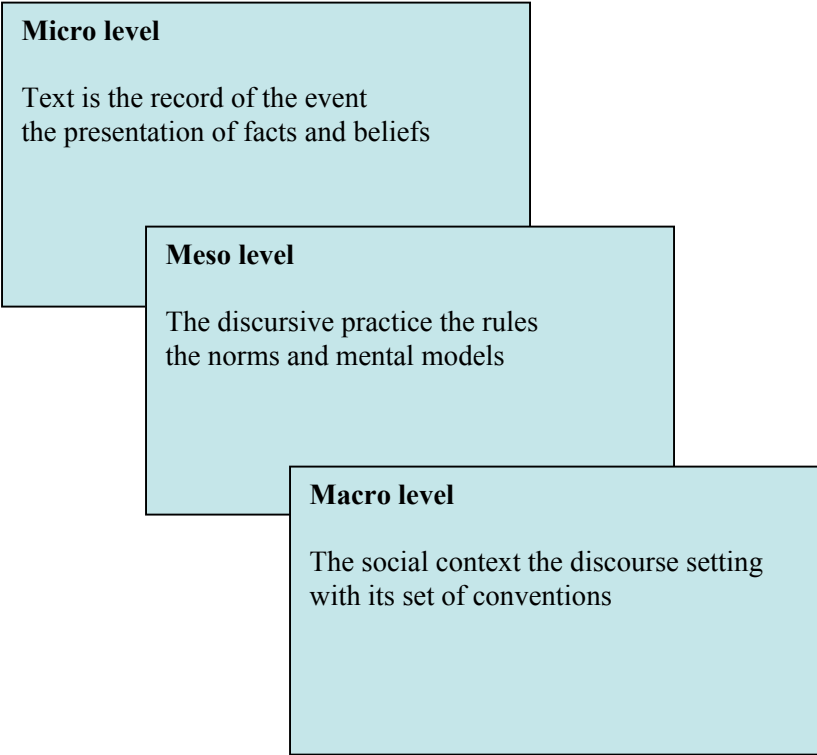 Micro level
Text is the record of the event
the presentation of facts and beliefs
Meso level
The discursive practice the rules
the norms and mental models
Macro level
The social context the discourse setting
with its set of conventions